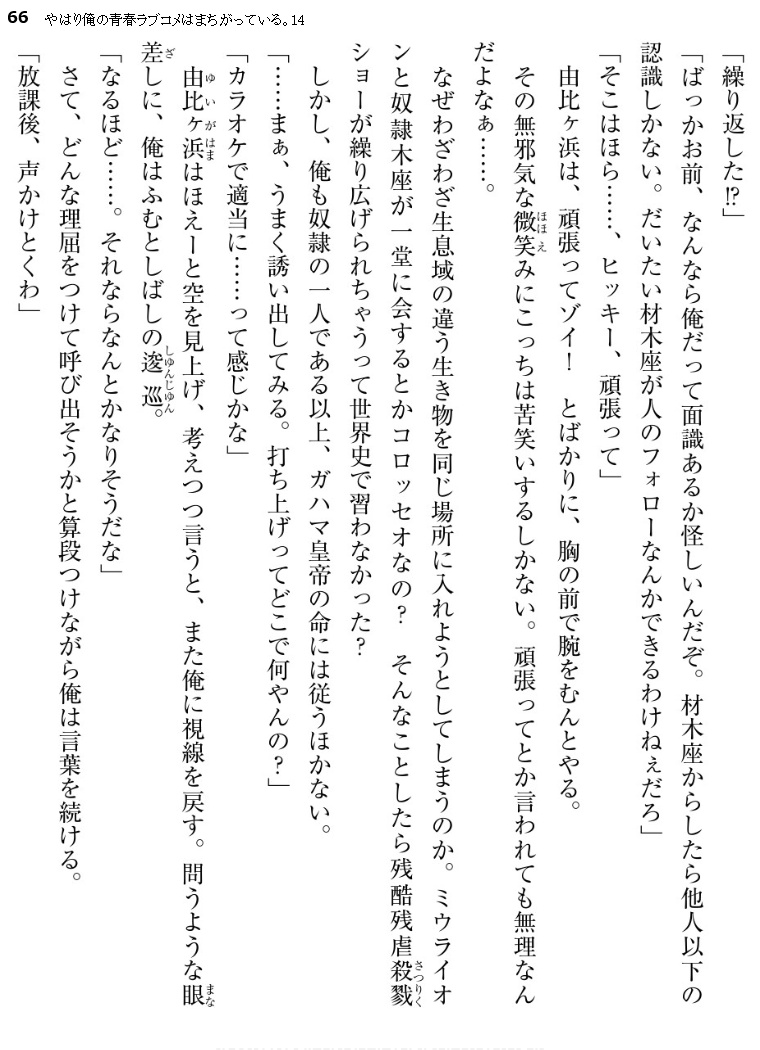 66 やはり俺の青春ラブコメはまちがっている。14
「繰り返した!?」
「ばっかお前、なんなら俺だって面識あるか怪しいんだぞ。材木座からしたら他人以下の
認識しかない。だいたい材木座が人のフォローなんかできるわけねぇだろ」
「そこはほら……、ヒッキー、頑張って」
由比ヶ浜は、頑張ってゾイ！　とばかりに、胸の前で腕をむんとやる。
その無邪気な微笑みにこっちは苦笑いするしかない。頑張ってとか言われても無理なん
だよなぁ……。
なぜわざわざ生息域の違う生き物を同じ場所に入れようとしてしまうのか。ミウライオ
ンと奴隷木座が一堂に会するとかコロッセオなの？　そんなことしたら残酷残虐殺戮
ショーが繰り広げられちゃうって世界史で習わなかった？
しかし、俺も奴隷の一人である以上、ガハマ皇帝の命には従うほかない。
「……まぁ、うまく誘い出してみる。打ち上げってどこで何やんの？」
「カラオケで適当に……って感じかな」
由比ヶ浜はほえーと空を見上げ、考えつつ言うと、また俺に視線を戻す。問うような眼
差しに、俺はふむとしばしの逡巡。
「なるほど……。それならなんとかなりそうだな」
さて、どんな理屈をつけて呼び出そうかと算段つけながら俺は言葉を続ける。
「放課後、声かけとくわ」